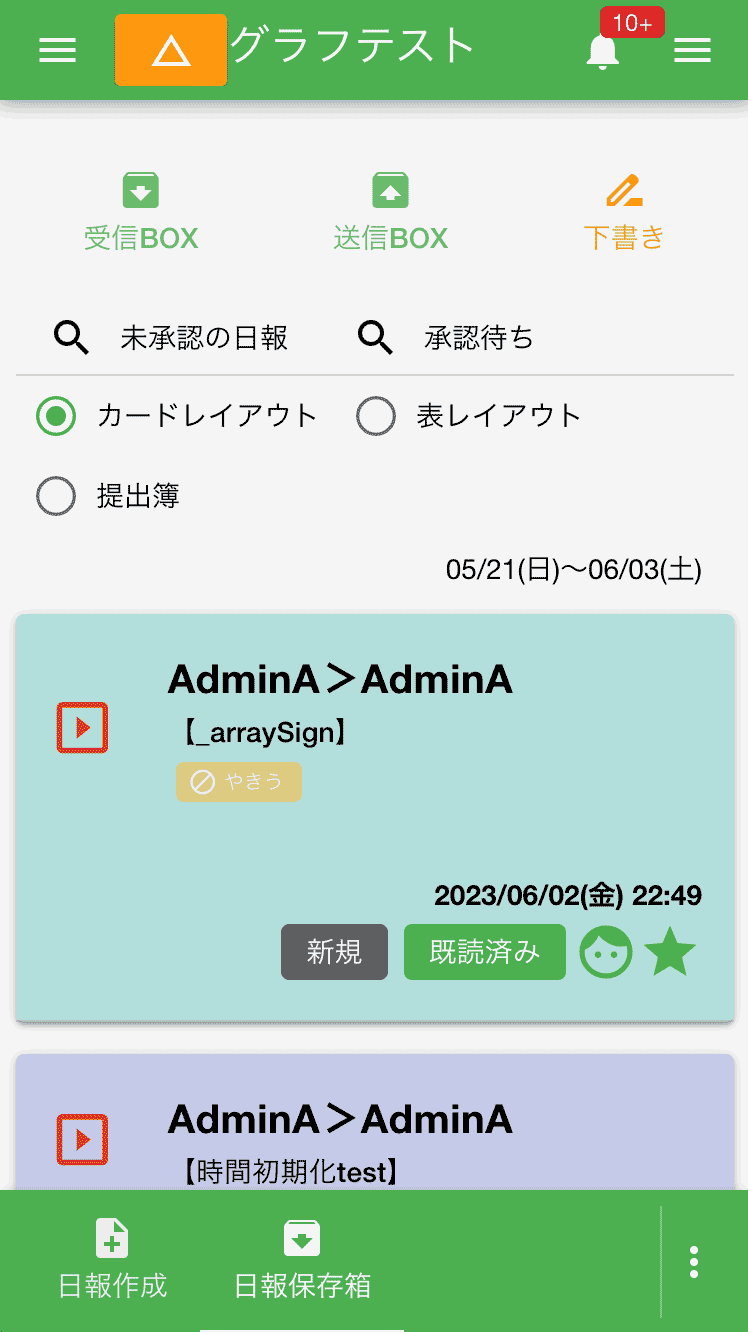 グラフテスト 10+
受信BOX 送信BOX 下書き
未承認の日報 承認待ち
カードレイアウト 表レイアウト
提出簿
05/21(日)～06/03(土)
AdminA＞AdminA
【_arraySign】
やきう
2023/06/02(金) 22:49
新規 既読済み
AdminA＞AdminA
【時間初期化test】
日報作成 日報保存箱